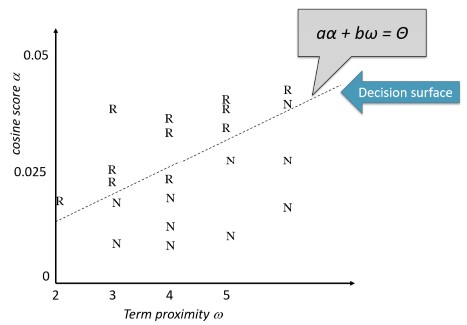 aα + bω = Θ
0.05
Decision surface
cosine score α
R
R
R
R
R
R
R
N
R
R
N
N
0.025
R
R
R
R
N
N
N
N
N
N
N
0
2
3
4
5
Term proximity ω